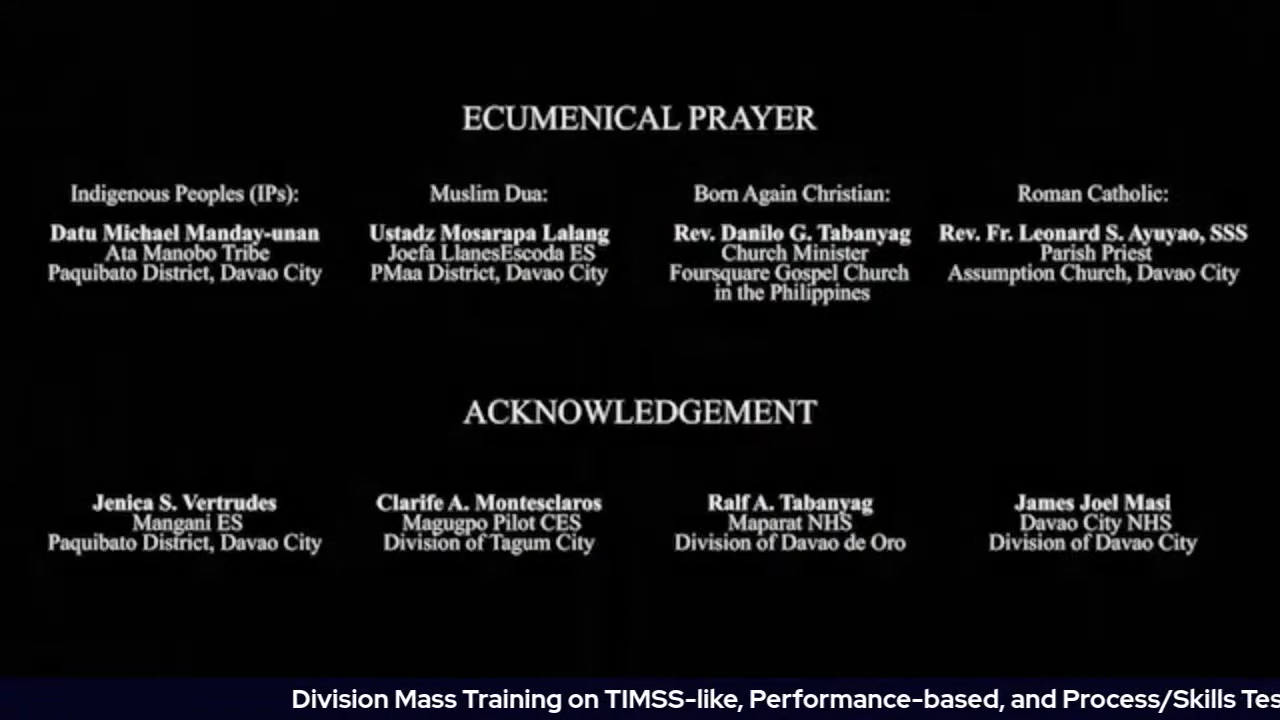 ECUMENICAL PRAYER
Indigenous Peoples (IPs):
Datu Michael Manday-unan
Ata Manobo Tribe
Paquibato District, Davao City
Muslim Dua:
Ustadz Mosarapa Lalang
Joefa LlanesEscoda ES
PMaa District, Davao City
Born Again Christian:
Rev. Danilo G. Tabanyag
Church Minister
Foursquare Gospel Church
in the Philippines
Roman Catholic:
Rev. Fr. Leonard S. Ayuyao, SSS
Parish Priest
Assumption Church, Davao City
ACKNOWLEDGEMENT
Jenica S. Vertrudes
Mangani ES
Paquibato District, Davao City
Clarife A. Montesclaros
Magugpo Pilot CES
Division of Tagum City
Ralf A. Tabanyag
Maparat NHS
Division of Davao de Oro
James Joel Masi
Davao City NHS
Division of Davao City
Division Mass Training on TIMSS-like, Performance-based, and Process/Skills Tes